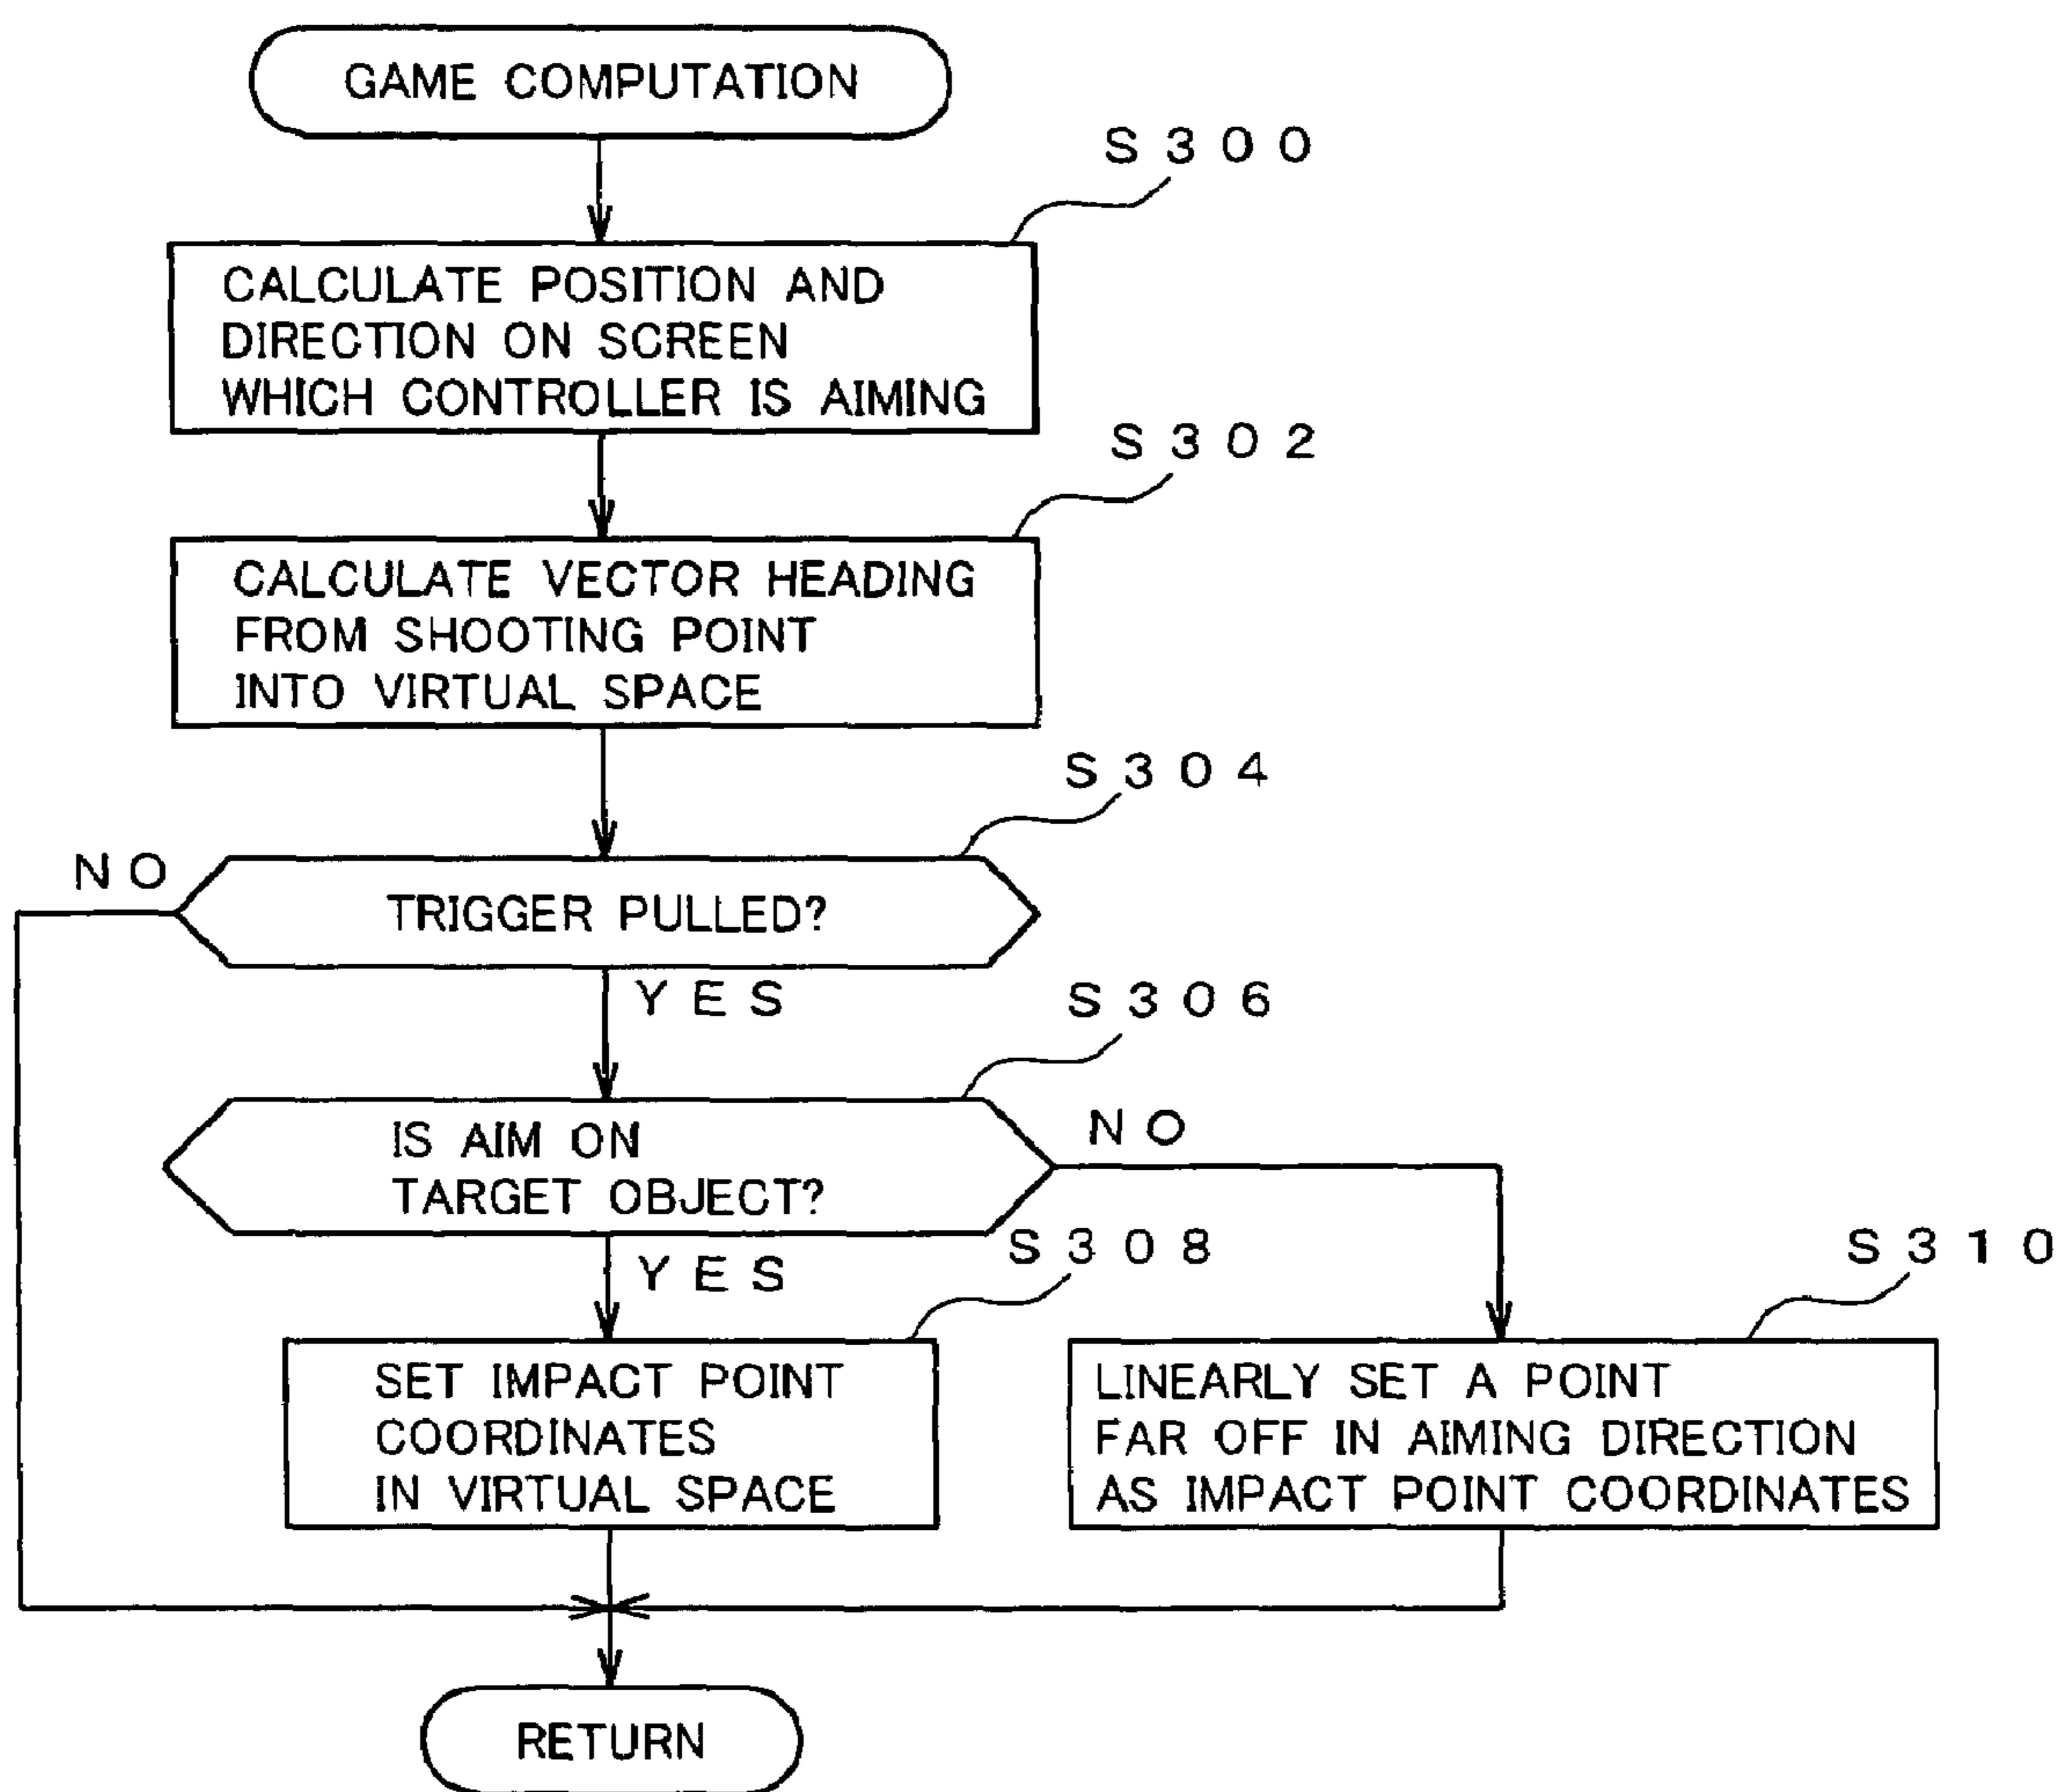 GAME COMPUTATION
S300
CALCULATE POSITION AND
DIRECTION ON SCREEN
WHICH CONTROLLER IS AIMING
S302
CALCULATE VECTOR HEADING
FROM SHOOTING POINT
INTO VIRTUAL SPACE
S304
NO
TRIGGER PULLED?
YES
S306
IS AIM ON
TARGET OBJECT?
NO
YES
S308
SET IMPACT POINT
COORDINATES
IN VIRTUAL SPACE
S310
LINEARLY SET A POINT
FAR OFF IN AIMING DIRECTION
AS IMPACT POINT COORDINATES
RETURN